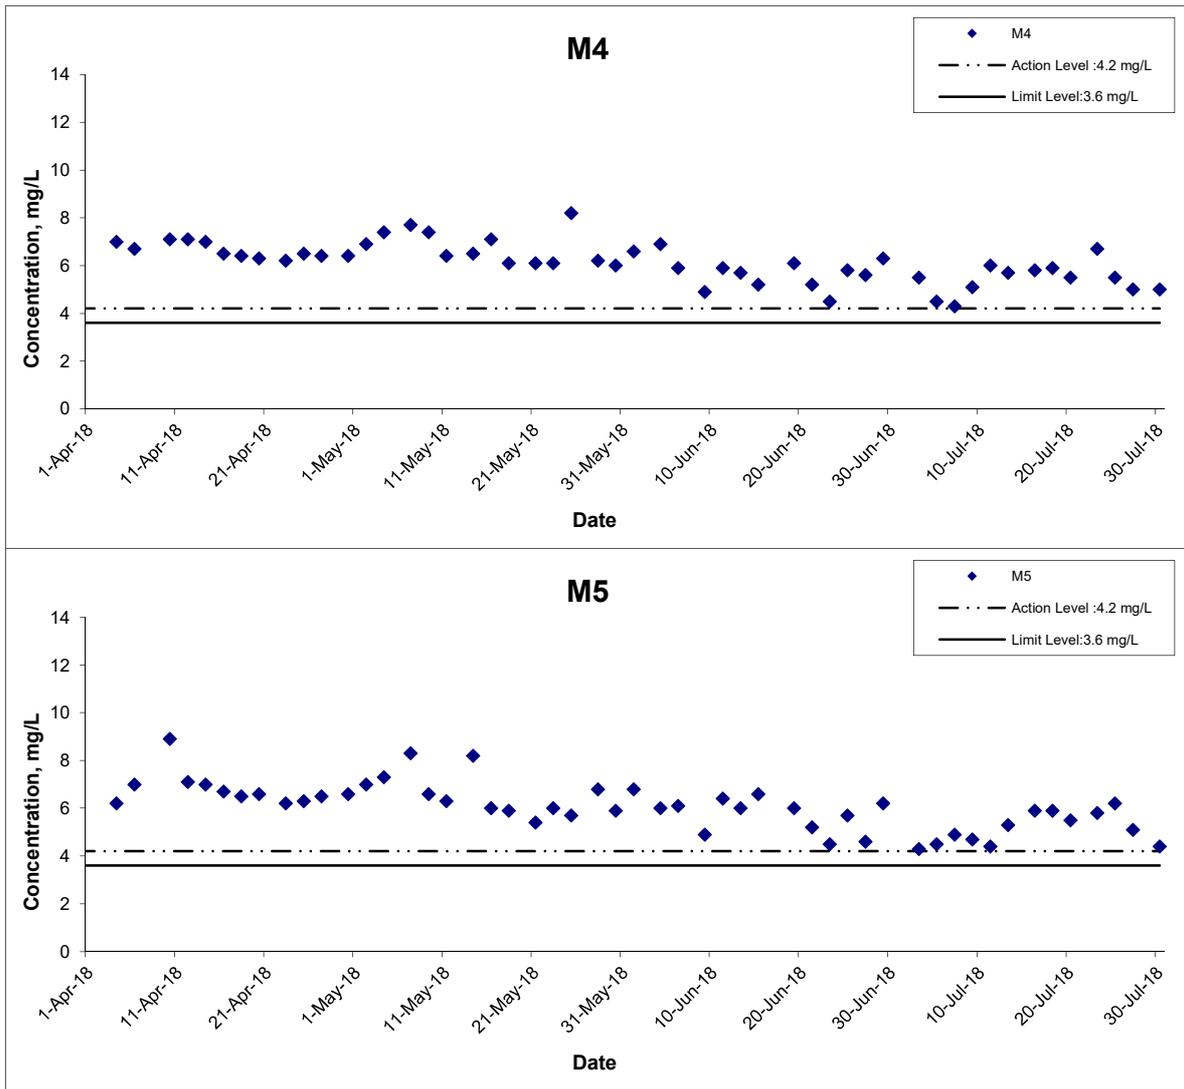 M4
M4
Action Level :4.2 mg/L
Limit Level:3.6 mg/L
14
12
10
8
6
4
2
0
Concentration, mg/L
1-Apr-18
11-Apr-18
21-Apr-18
1-May-18
11-May-18
21-May-18
31-May-18
10-Jun-18
20-Jun-18
30-Jun-18
10-Jul-18
20-Jul-18
30-Jul-18
Date
M5
M5
Action Level :4.2 mg/L
Limit Level:3.6 mg/L
14
12
10
8
6
4
2
0
Concentration, mg/L
1-Apr-18
11-Apr-18
21-Apr-18
1-May-18
11-May-18
21-May-18
31-May-18
10-Jun-18
20-Jun-18
30-Jun-18
10-Jul-18
20-Jul-18
30-Jul-18
Date